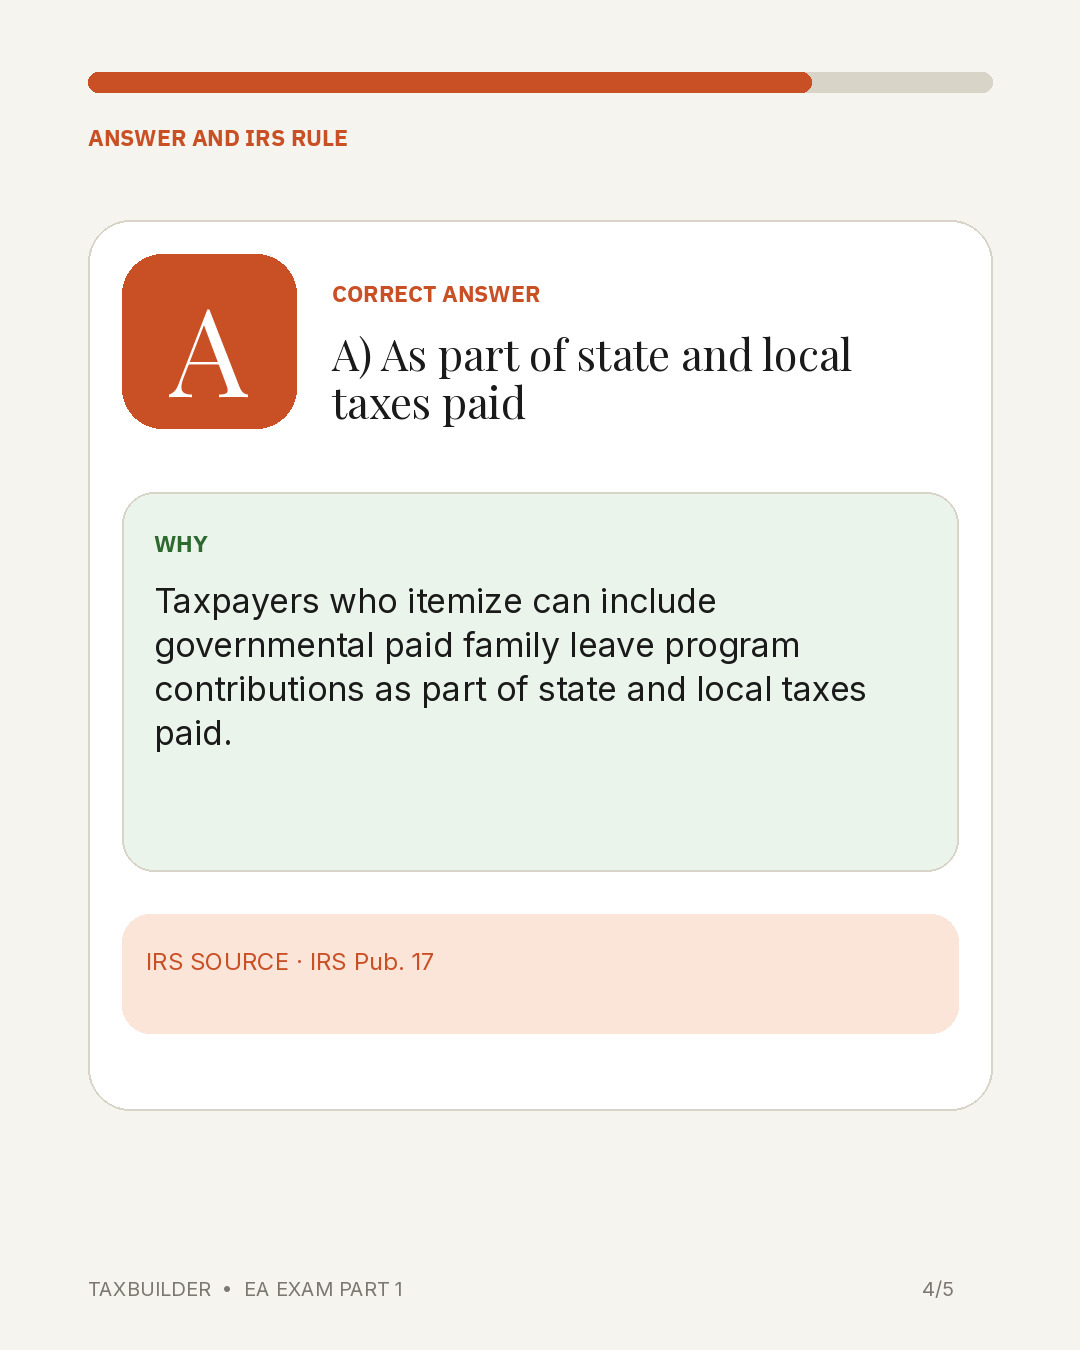 ANSWER AND IRS RULE
A
CORRECT ANSWER
A) As part of state and local
taxes paid
WHY
Taxpayers who itemize can include
governmental paid family leave program
contributions as part of state and local taxes
paid.
IRS SOURCE · IRS Pub. 17
TAXBUILDER • EA EXAM PART 1
4/5